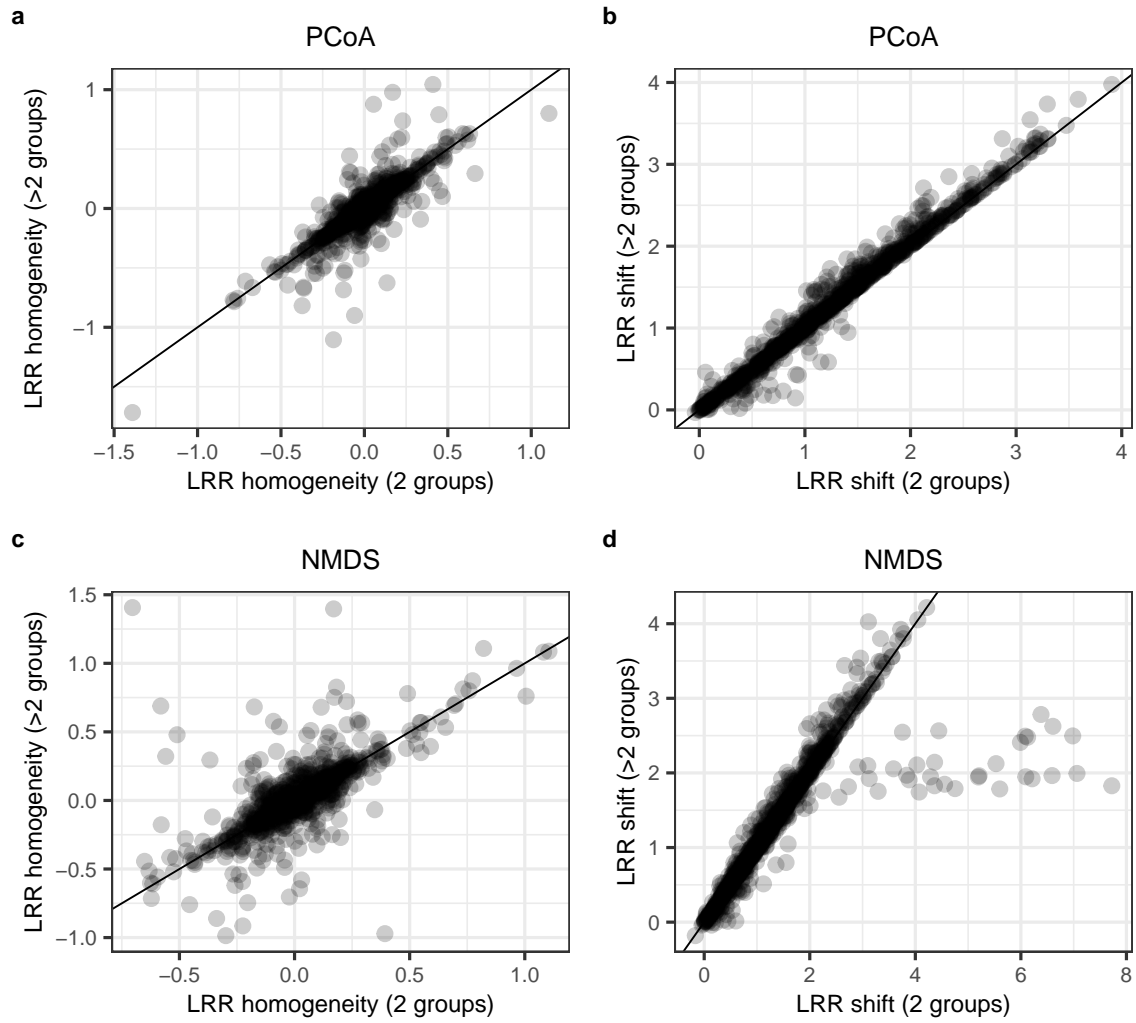 a
PCoA
LRR homogeneity (>2 groups)
1
0
−1
−1.5
−1.0
−0.5
0.0
0.5
1.0
LRR homogeneity (2 groups)
b
PCoA
LRR shift (>2 groups)
4
3
2
1
0
0
1
2
3
4
LRR shift (2 groups)
c
NMDS
LRR homogeneity (>2 groups)
1.5
1.0
0.5
0.0
−0.5
−1.0
−0.5
0.0
0.5
1.0
LRR homogeneity (2 groups)
d
NMDS
LRR shift (>2 groups)
4
3
2
1
0
0
2
4
6
8
LRR shift (2 groups)